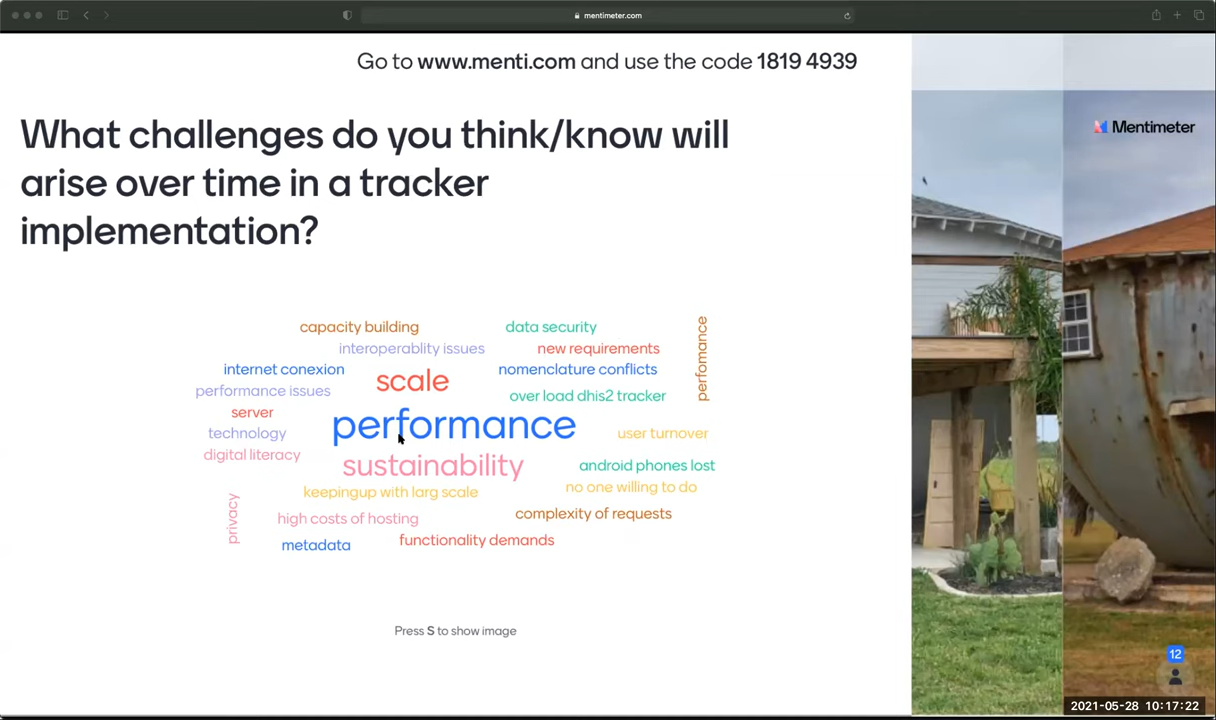 mentimeter.com
Go to www.menti.com and use the code 1819 4939
Mentimeter
What challenges do you think/know will
arise over time in a tracker
implementation?
capacity building
data security
interoperablity issues
new requirements
perfomance
internet conexion
nomenclature conflicts
scale
performance issues
over load dhis2 tracker
server
performance
technology
user turnover
digital literacy
sustainability
android phones lost
keepingup with larg scale
no one willing to do
privacy
high costs of hosting
complexity of requests
metadata
functionality demands
Press S to show image
12
2021-05-28 10:17:22